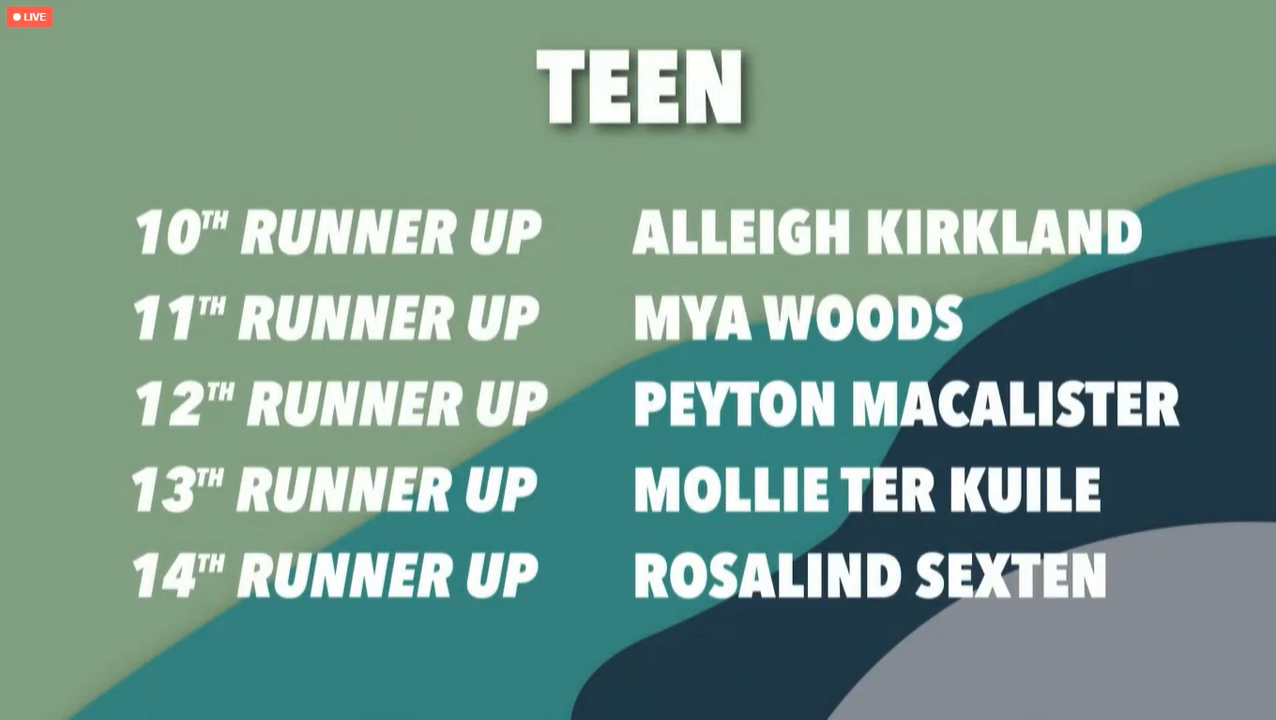 LIVE
TEEN
10TH RUNNER UP ALLEIGH KIRKLAND
11TH RUNNER UP MYA WOODS
12TH RUNNER UP PEYTON MACALISTER
13TH RUNNER UP MOLLIE TER KUILE
14TH RUNNER UP ROSALIND SEXTEN